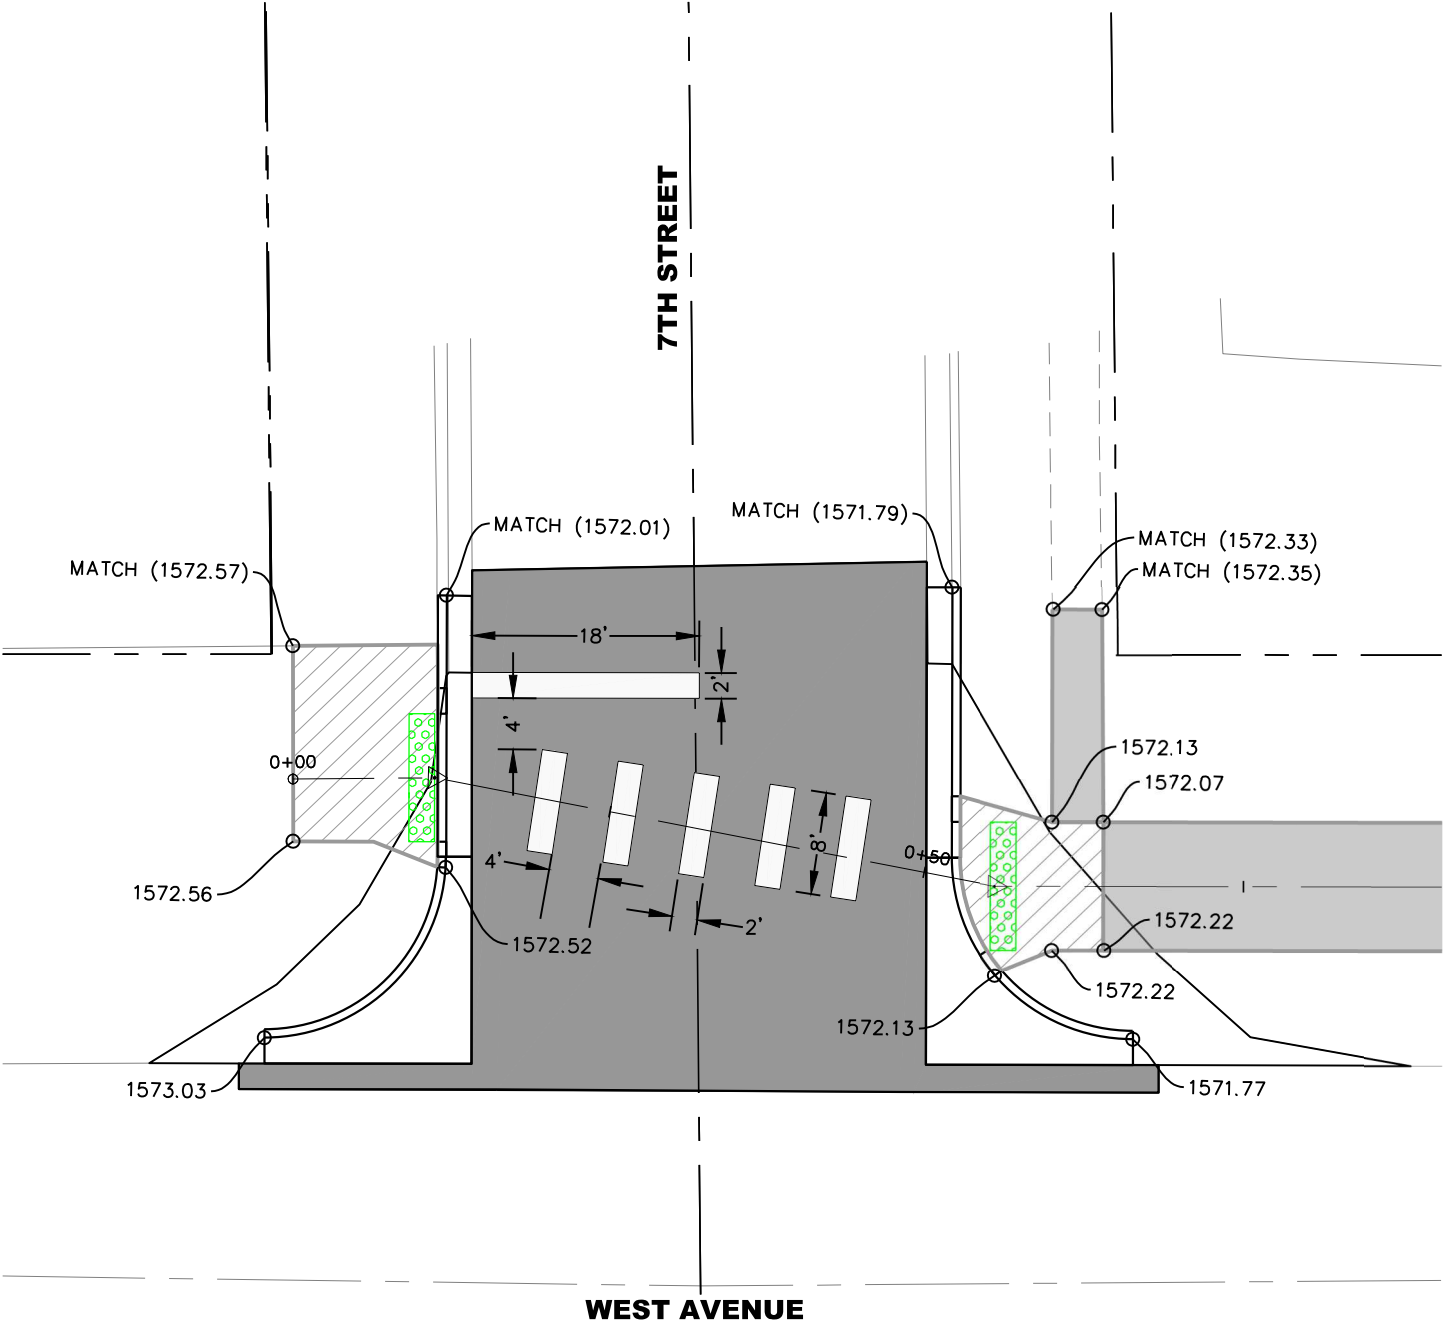 7TH STREET
MATCH (1571.79)
MATCH (1572.01)
MATCH (1572.33)
MATCH (1572.57)
MATCH (1572.35)
18'
2'
4'
1572.13
0+00
1572.07
8'
4'
0+50
1572.56
1572.22
2'
1572.52
1572.22
1572.13
1573.03
1571.77
WEST AVENUE